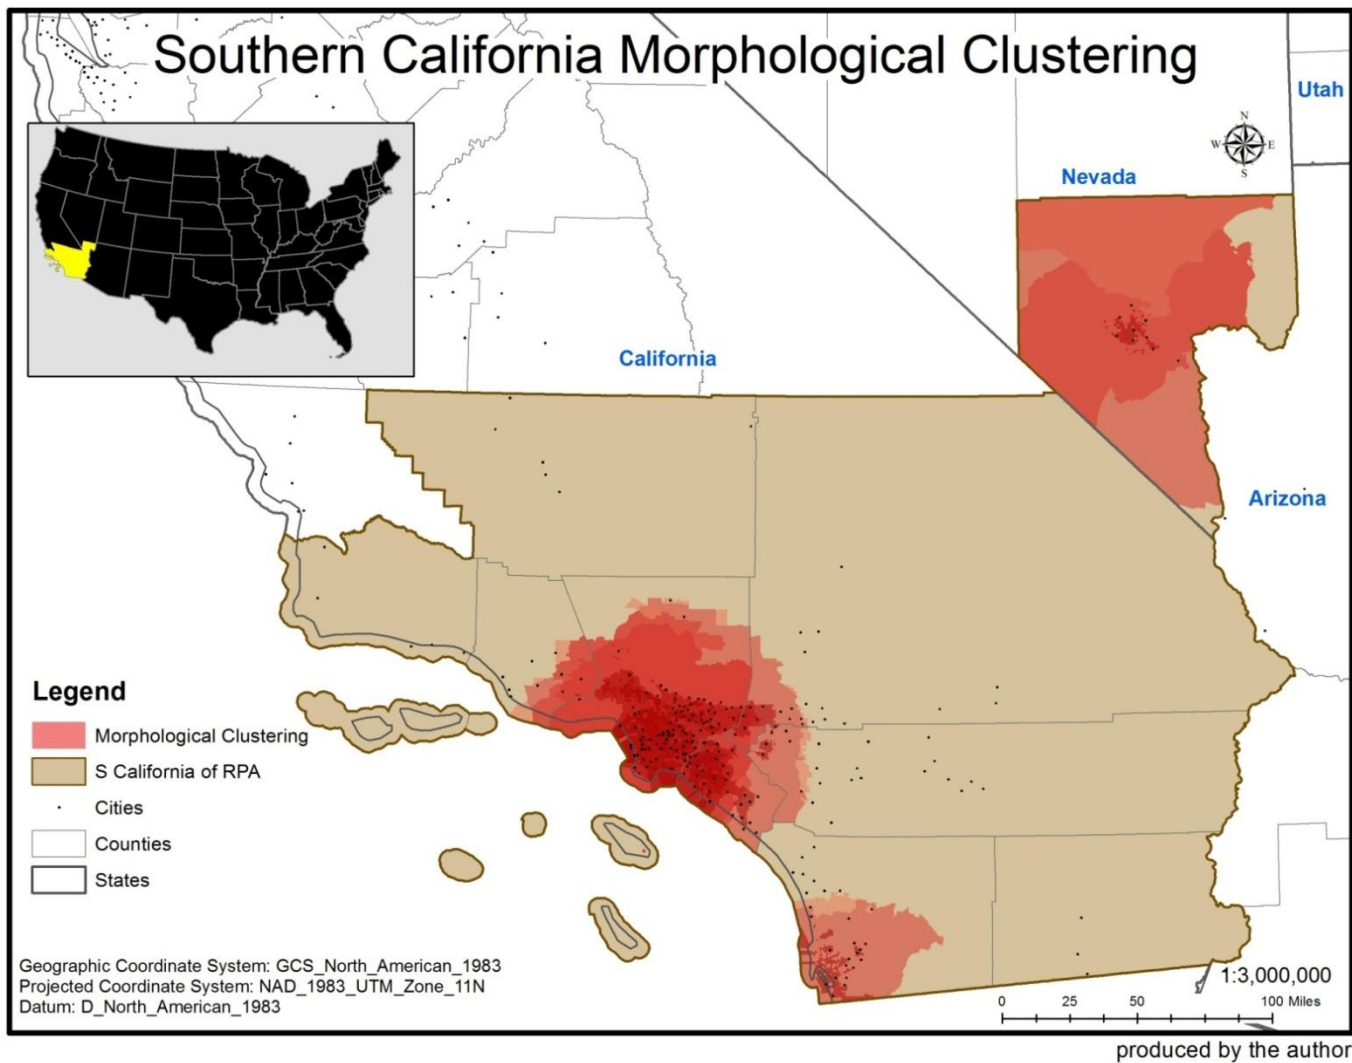 Southern California Morphological Clustering
Utah
N
W E
S
Nevada
California
Arizona
Legend
Morphological Clustering
S California of RPA
Cities
Counties
States
Geographic Coordinate System: GCS_North_American_1983
Projected Coordinate System: NAD_1983_UTM_Zone_11N
Datum: D_North_American_1983
1:3,000,000
0 25 50 100 Miles
produced by the author